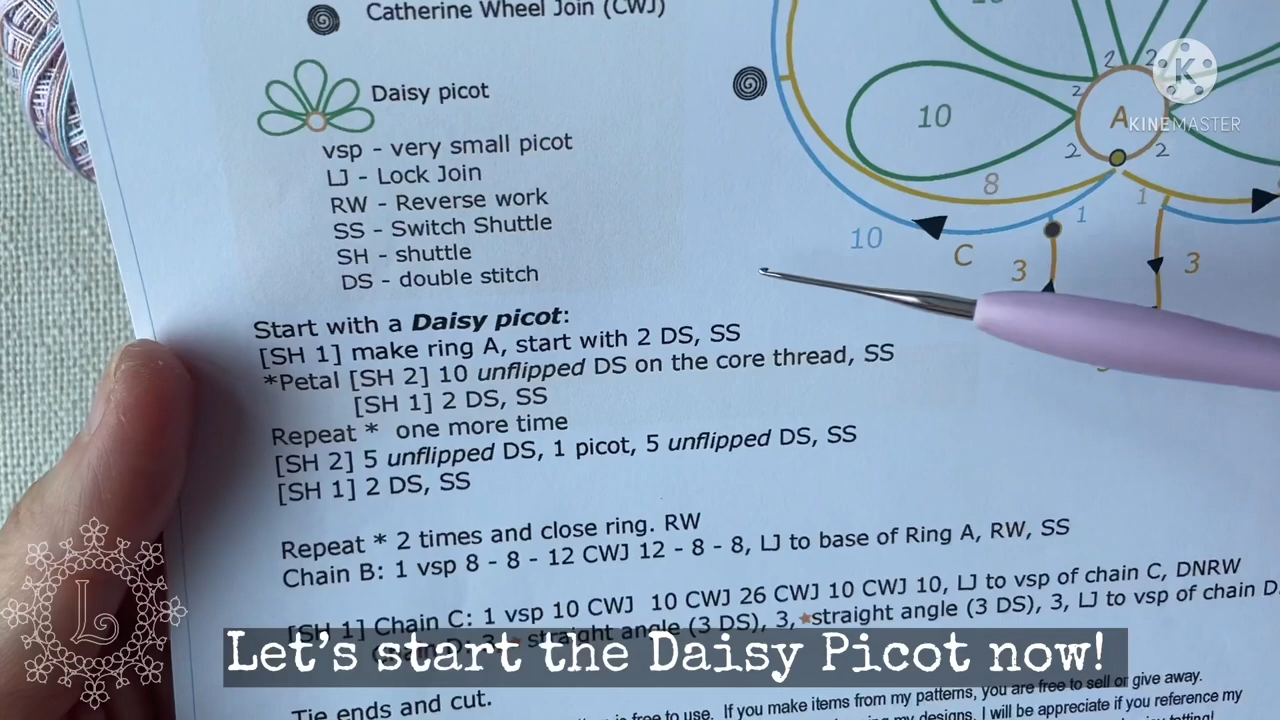 Catherine Wheel Join (CWJ)
Daisy picot
vsp - very small picot
LJ - Lock Join
RW - Reverse work
SS - Switch Shuttle
SH - shuttle
DS - double stitch
Start with a Daisy picot:
[SH 1] make ring A, start with 2 DS, SS
*Petal [SH 2] 10 unflipped DS on the core thread, SS
[SH 1] 2 DS, SS
Repeat * one more time
[SH 2] 5 unflipped DS, 1 picot, 5 unflipped DS, SS
[SH 1] 2 DS, SS
Repeat * 2 times and close ring. RW
Chain B: 1 vsp 8 - 8 - 12 CWJ 12 - 8 - 8, LJ to base of Ring A, RW, SS
[SH 1] Chain C: 1 vsp 10 CWJ 10 CWJ 26 CWJ 10 CWJ 10, LJ to vsp of chain C, DNRW
Chain D: 3, straight angle (3 DS), 3, straight angle (3 DS), 3, LJ to vsp of chain D
Tie ends and cut.
is free to use. If you make items from my patterns, you are free to sell or give away.
my designs, I will be appreciate if you reference my
tatting!
10
2
2
2
A
2
2
8
1
1
10
C
3
3
K
KINEMASTER
L
Let's start the Daisy Picot now!